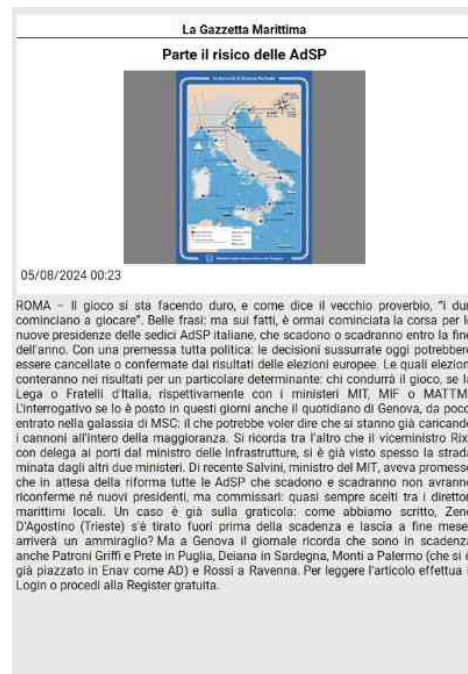 La Gazzetta Marittima
Parte il risico delle AdSP
05/08/2024 00:23
ROMA – Il gioco si sta facendo duro, e come dice il vecchio proverbio, "i duri
cominciano a giocare". Belle frasi: ma sui fatti, è ormai cominciata la corsa per le
nuove presidenze delle sedici AdSP italiane, che scadono o scadranno entro la fine
dell'anno. Con una premessa tutta politica: le decisioni sussurrate oggi potrebbero
essere cancellate o confermate dai risultati delle elezioni europee. Le quali elezioni
conteranno nei risultati per un particolare determinante: chi condurrà il gioco, se la
Lega o Fratelli d'Italia, rispettivamente con i ministeri MIT, MIF o MATTM.
L'interrogativo se lo è posto in questi giorni anche il quotidiano di Genova, da poco
entrato nella galassia di MSC: il che potrebbe voler dire che si stanno già caricando
i cannoni all'intero della maggioranza. Si ricorda tra l'altro che il viceministro Rixi,
con delega ai porti dal ministro delle Infrastrutture, si è già visto spesso la strada
minata dagli altri due ministeri. Di recente Salvini, ministro del MIT, aveva promesso
che in attesa della riforma tutte le AdSP che scadono e scadranno non avranno
riconferme né nuovi presidenti, ma commissari: quasi sempre scelti tra i direttori
marittimi locali. Un caso è già sulla graticola: come abbiamo scritto, Zeno
D'Agostino (Trieste) s'è tirato fuori prima della scadenza e lascia a fine mese:
arriverà un ammiraglio? Ma a Genova il giornale ricorda che sono in scadenza
anche Patroni Griffi e Prete in Puglia, Deiana in Sardegna, Monti a Palermo (che si è
già piazzato in Enav come AD) e Rossi a Ravenna. Per leggere l'articolo effettua il
Login o procedi alla Register gratuita.